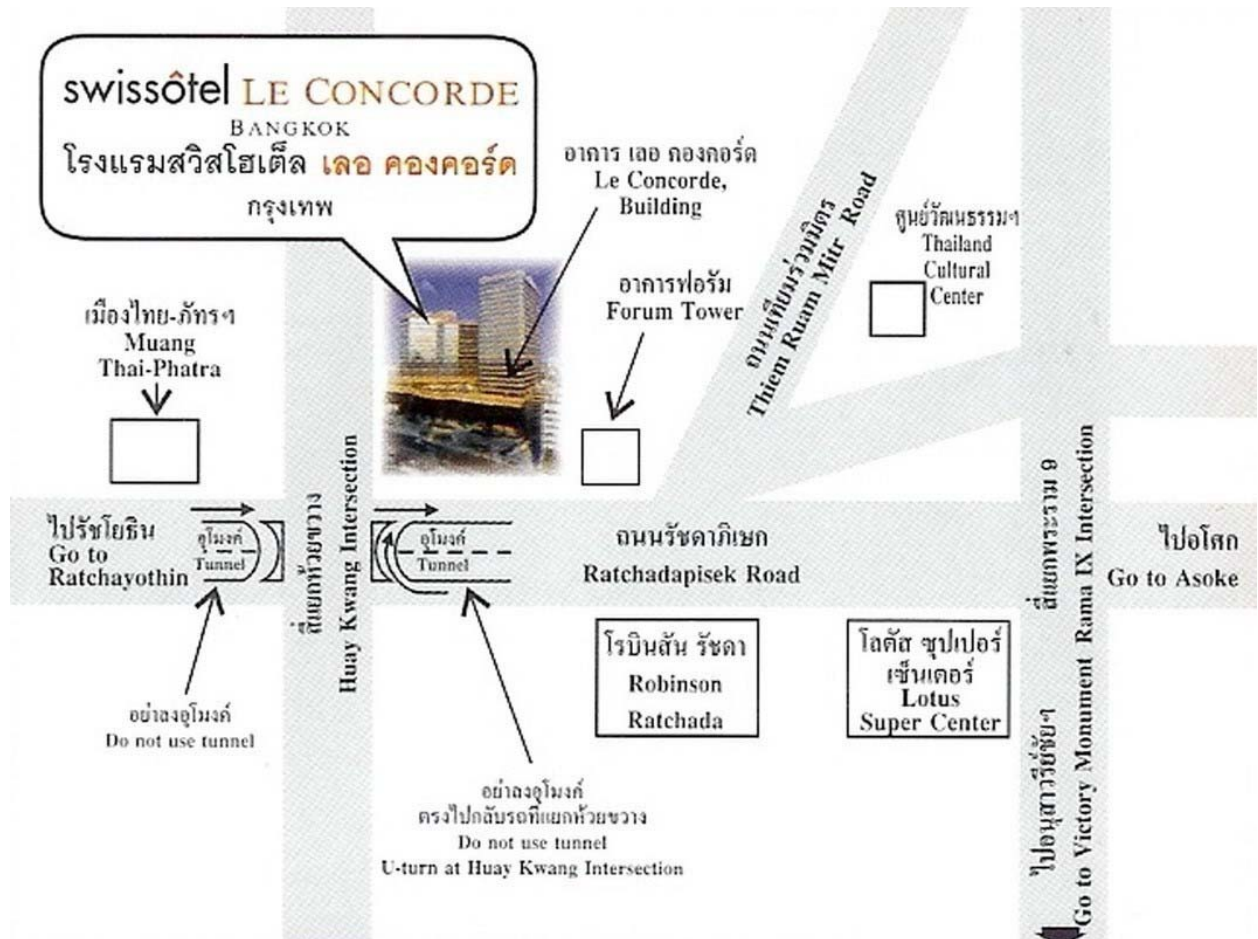 swissôtel LE CONCORDE
BANGKOK
โรงแรมสวิสโฮเต็ล เลอ คองคอร์ด
กรุงเทพ
อาการ เลอ กองกอร์ด
Le Concorde,
Building
อาการฟอรัม
Forum Tower
ถนนเทียมร่วมมิตร
Thiem Ruam Mitr Road
ศูนย์วัฒนธรรมฯ
Thailand
Cultural
Center
เมืองไทย-ภัทรฯ
Muang
Thai-Phatra
ไปรัชโยธิน
Go to
Ratchayothin
อุโมงค์
Tunnel
สี่แยกห้วยขวาง
Huay Kwang Intersection
อุโมงค์
Tunnel
ถนนรัชดาภิเษก
Ratchadapisek Road
สี่แยกพระราม 9
Rama IX Intersection
ไปอโศก
Go to Asoke
โรบินสัน รัชดา
Robinson
Ratchada
โลตัส ซุปเปอร์
เซ็นเตอร์
Lotus
Super Center
อย่าลงอุโมงค์
Do not use tunnel
อย่าลงอุโมงค์
ตรงไปกลับรถที่แยกห้วยขวาง
Do not use tunnel
U-turn at Huay Kwang Intersection
ไปอนุสาวรีย์ชัยฯ
Go to Victory Monument